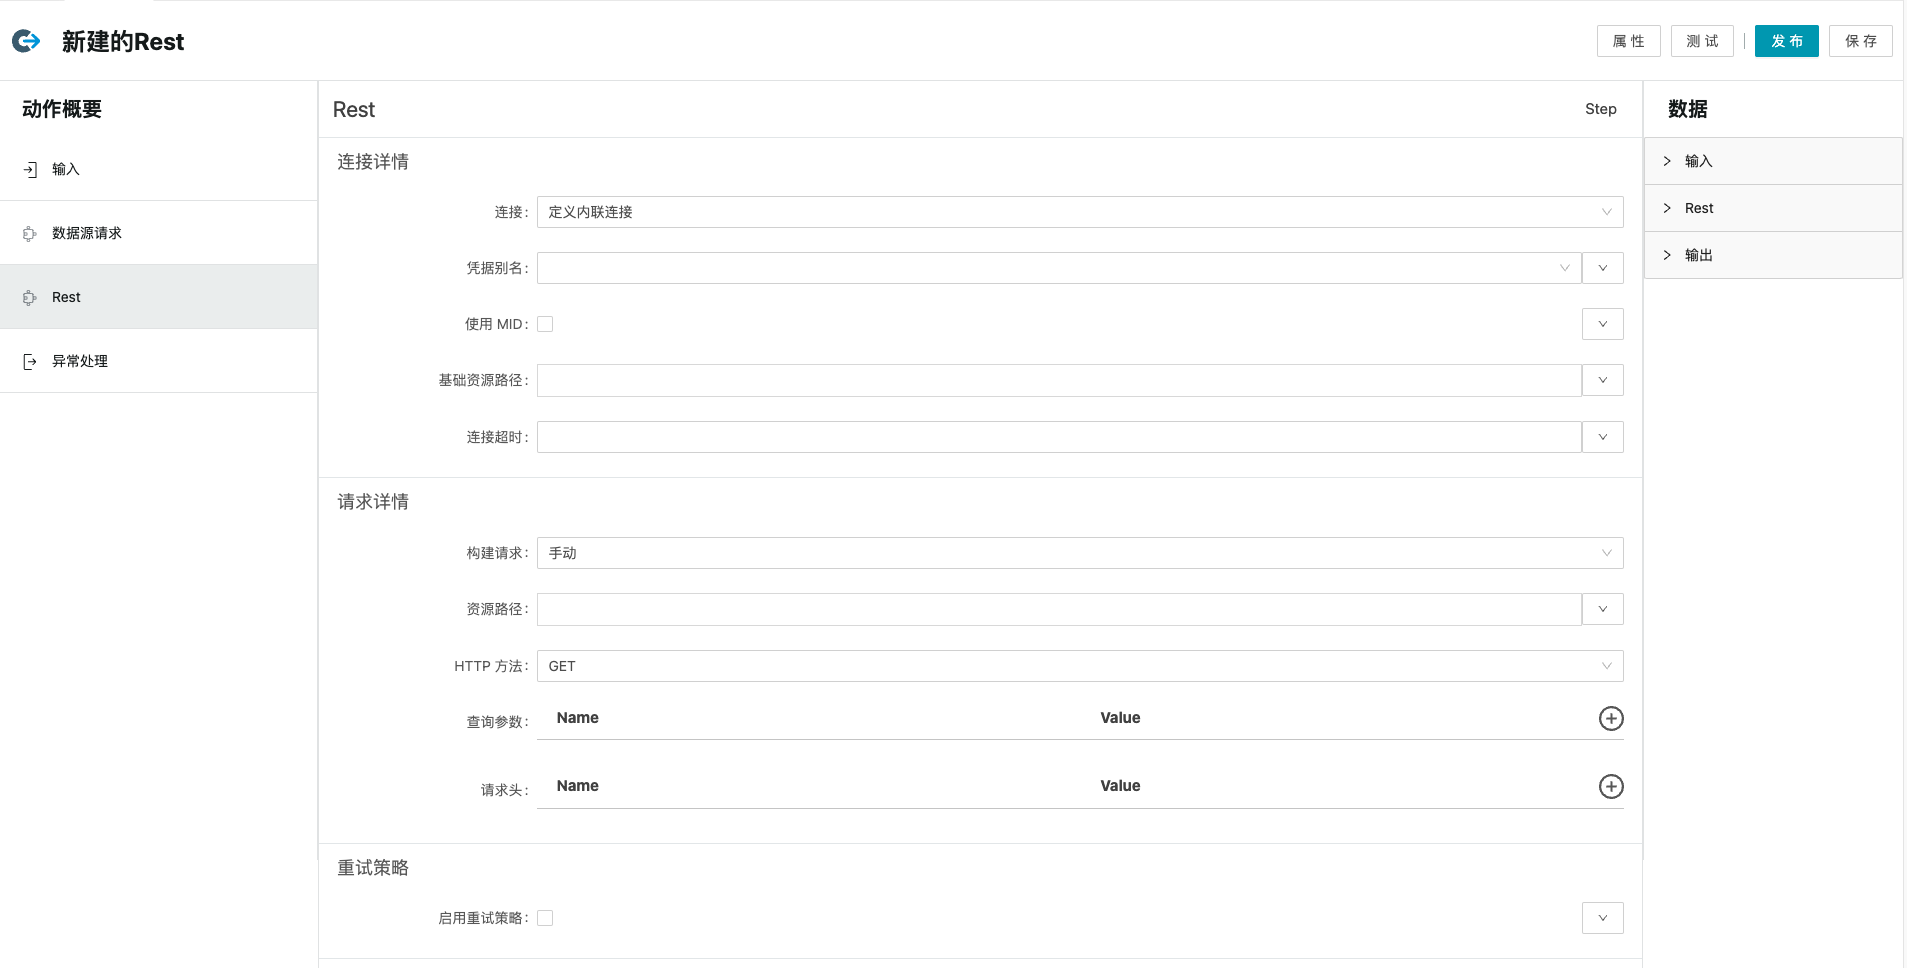 新建的Rest
属 性
测 试
发 布
保 存
动作概要
输入
数据源请求
Rest
异常处理
Rest
Step
连接详情
连接:
定义内联连接
凭据别名:
使用 MID:
基础资源路径:
连接超时:
请求详情
构建请求:
手动
资源路径:
HTTP 方法:
GET
查询参数:
Name
Value
请求头:
Name
Value
重试策略
启用重试策略:
数据
输入
Rest
输出